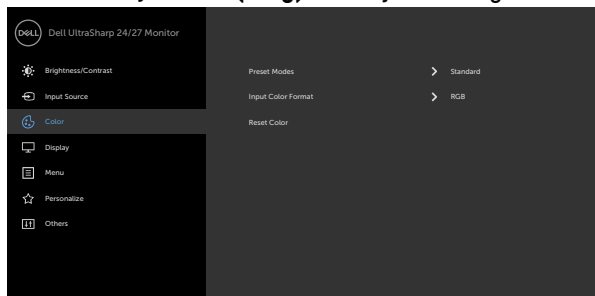 DELL
Dell UltraSharp 24/27 Monitor
Brightness/Contrast
Input Source
Color
Display
Menu
Personalize
Others
Preset Modes Standard
Input Color Format RGB
Reset Color